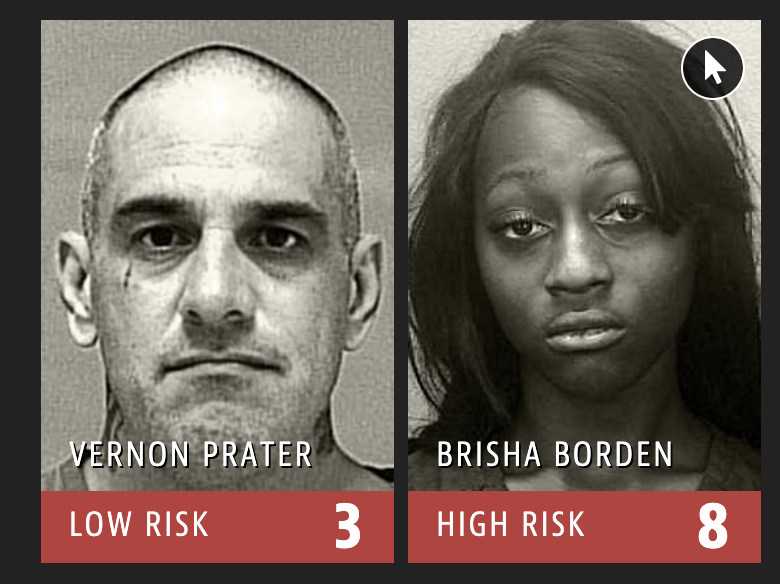 VERNON PRATER
LOW RISK 3
BRISHA BORDEN
HIGH RISK 8